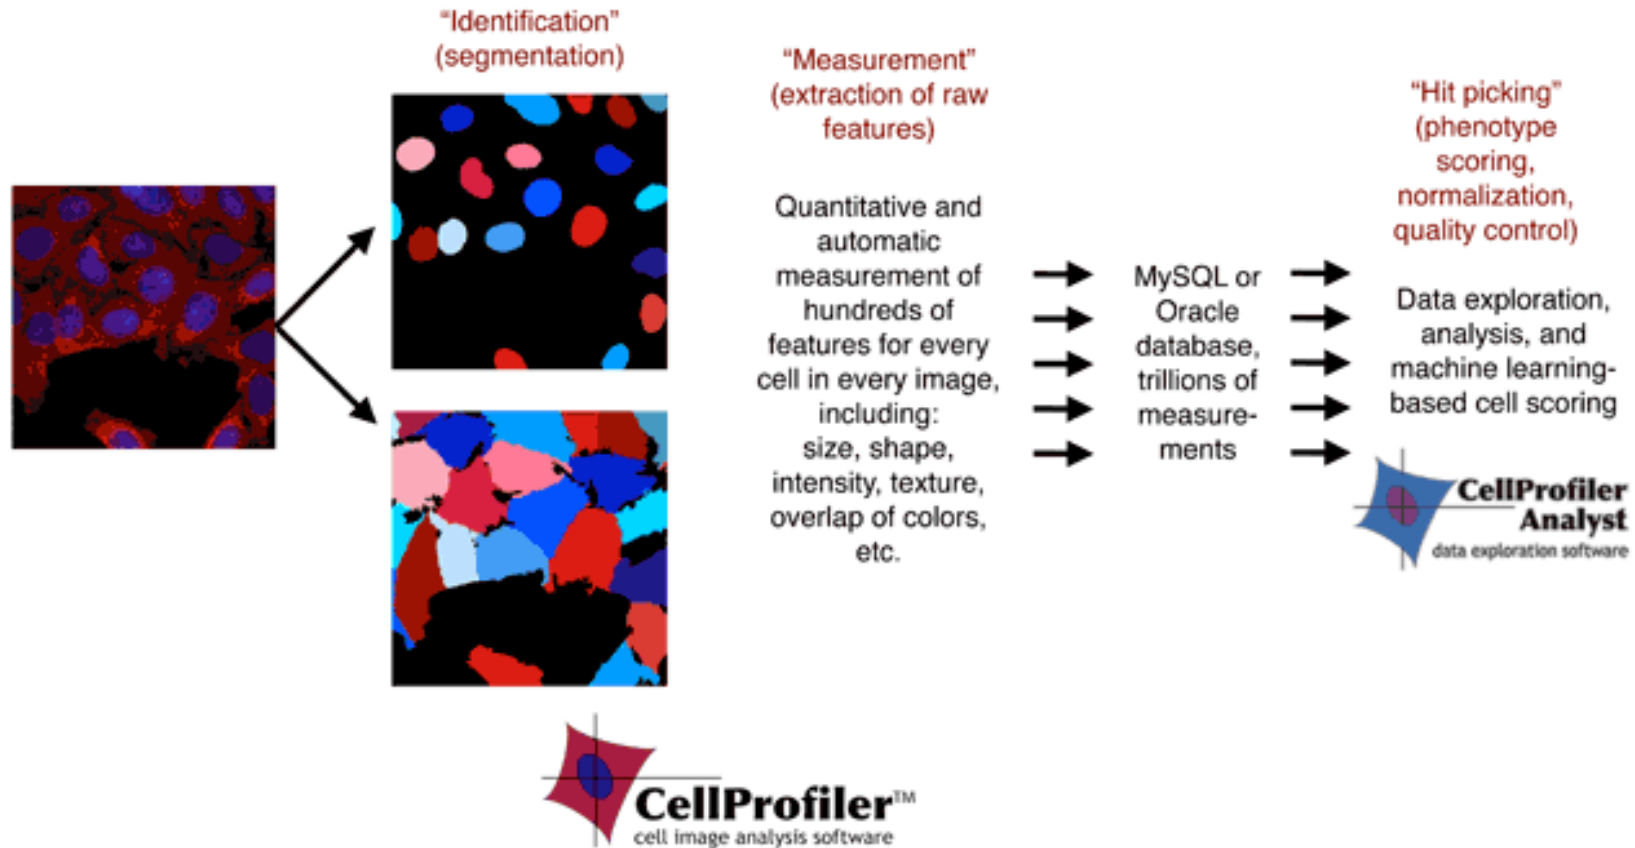 “Identification”
(segmentation)
“Measurement”
(extraction of raw
features)
Quantitative and
automatic
measurement of
hundreds of
features for every
cell in every image,
including:
size, shape,
intensity, texture,
overlap of colors,
etc.
MySQL or
Oracle
database,
trillions of
measure-
ments
“Hit picking”
(phenotype
scoring,
normalization,
quality control)
Data exploration,
analysis, and
machine learning-
based cell scoring
CellProfiler
Analyst
data exploration software
CellProfiler™
cell image analysis software